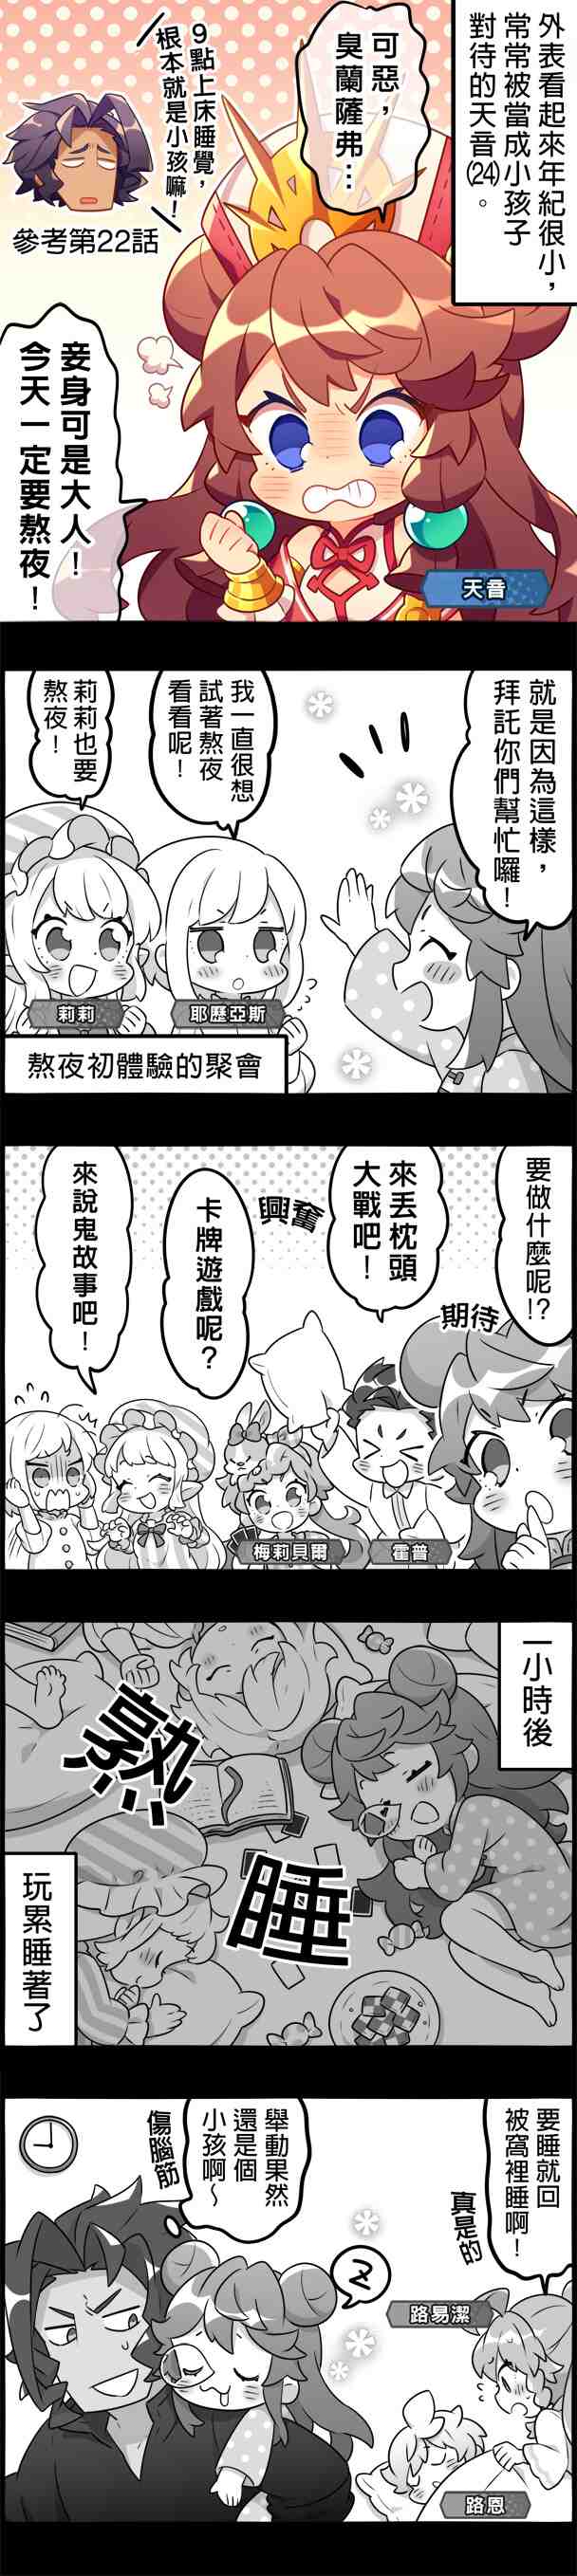 外表看起來年紀很小，
常常被當成小孩子
對待的天音(24)。
可惡，
臭蘭薩弗…
9點上床睡覺，
根本就是小孩嘛！
參考第22話
妾身可是大人！
今天一定要熬夜！
天音
就是因為這樣，
拜託你們幫忙囉！
我一直很想
試著熬夜
看看呢！
莉莉也要
熬夜！
莉莉
耶歷亞斯
熬夜初體驗的聚會
要做什麼呢!?
期待
來丟枕頭
大戰吧！
興奮
卡牌遊戲呢？
來說鬼故事吧！
梅莉貝爾
霍普
一小時後
熟
睡
玩累睡著了
要睡就回
被窩裡睡啊！
真是的
舉動果然
還是個
小孩啊～
傷腦筋
z
路易潔
路恩